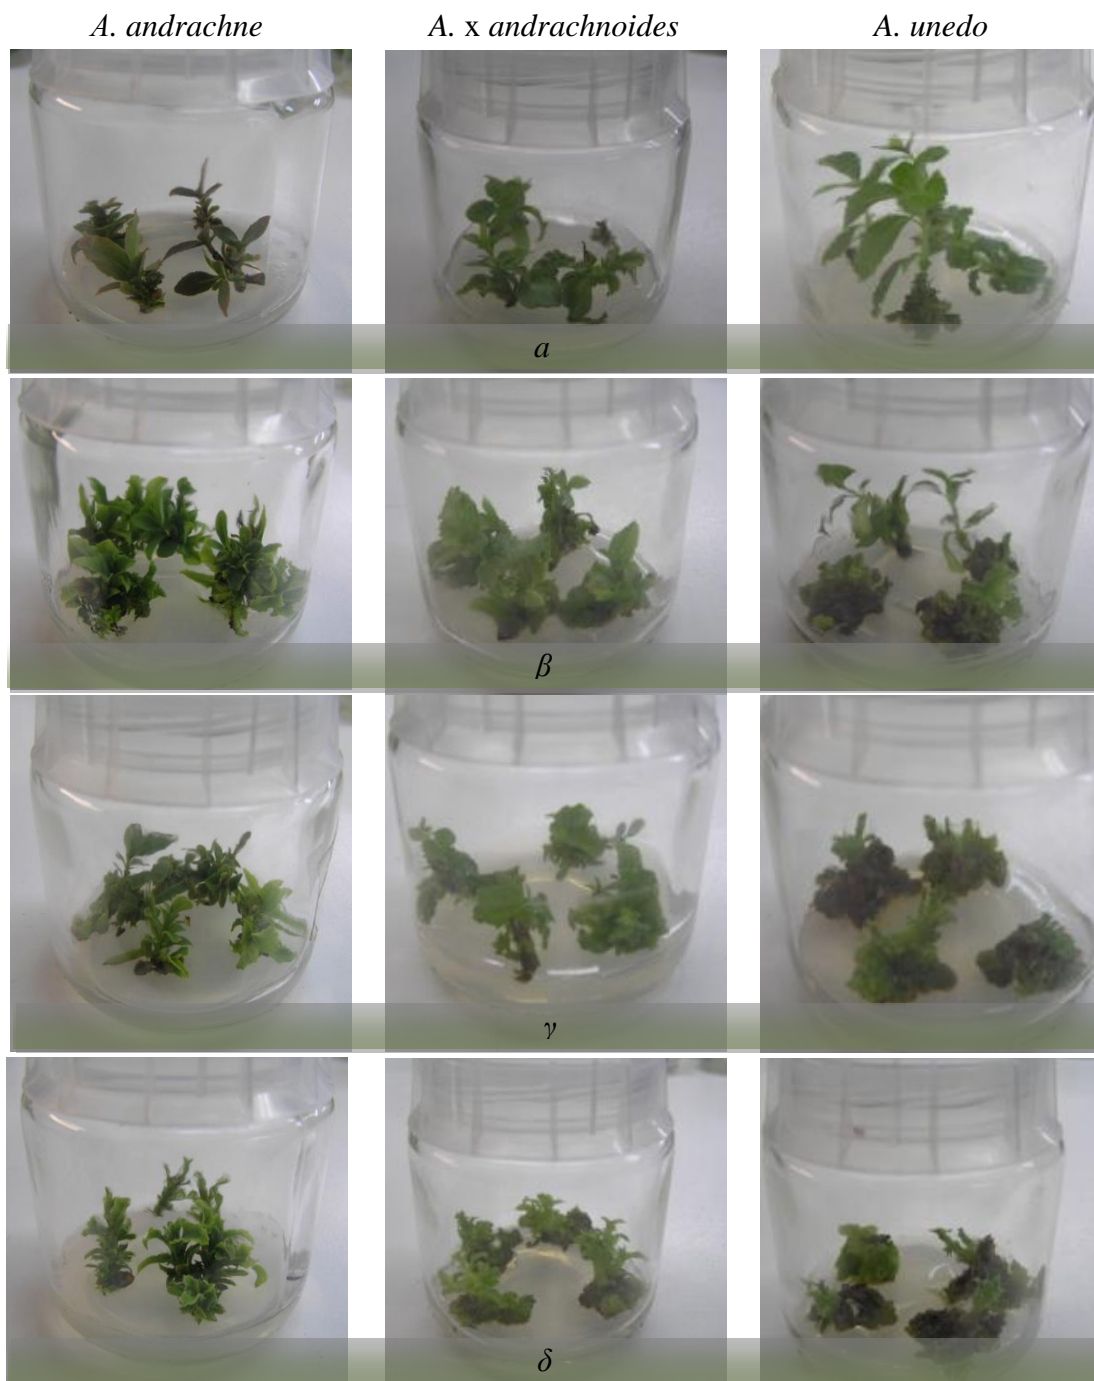 A. andrachne A. x andrachnoides A. unedo
α
β
γ
δ